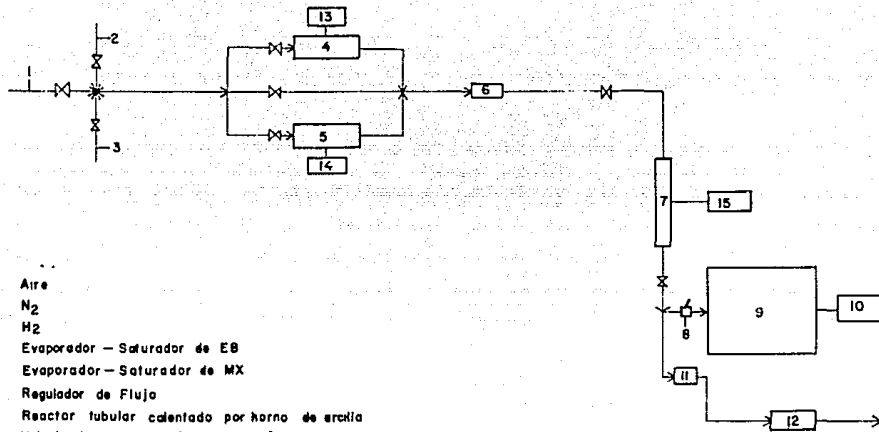 13
2
4
1
6
5
3
14
7
15
9
10
8
11
12
Aire
N2
H2
Evaporador - Saturador de EB
Evaporador - Saturador de MX
Regulador de Flujo
Reactor tubular calentado por horno de arcilla